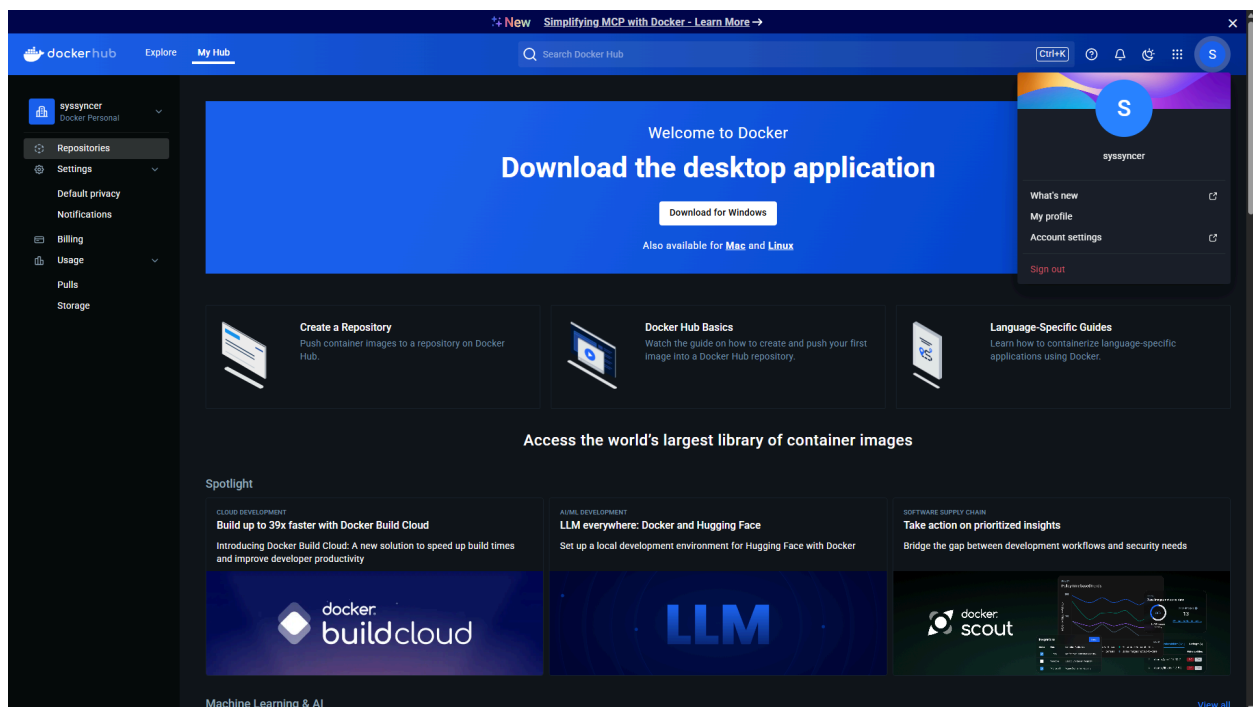 New Simplifying MCP with Docker - Learn More →
dockerhub Explore My Hub Search Docker Hub Ctrl+K S
syssyncer
Docker Personal
Repositories
Settings
Default privacy
Notifications
Billing
Usage
Pulls
Storage
Welcome to Docker
Download the desktop application
Download for Windows
Also available for Mac and Linux
S
syssyncer
What's new
My profile
Account settings
Sign out
Create a Repository
Push container images to a repository on Docker
Hub.
Docker Hub Basics
Watch the guide on how to create and push your first
image into a Docker Hub repository.
Language-Specific Guides
Learn how to containerize language-specific
applications using Docker.
Access the world's largest library of container images
Spotlight
CLOUD DEVELOPMENT
Build up to 39x faster with Docker Build Cloud
Introducing Docker Build Cloud: A new solution to speed up build times
and improve developer productivity
docker.
buildcloud
AI/ML DEVELOPMENT
LLM everywhere: Docker and Hugging Face
Set up a local development environment for Hugging Face with Docker
LLM
SOFTWARE SUPPLY CHAIN
Take action on prioritized insights
Bridge the gap between development workflows and security needs
docker.
scout
13
Machine Learning & AI View all